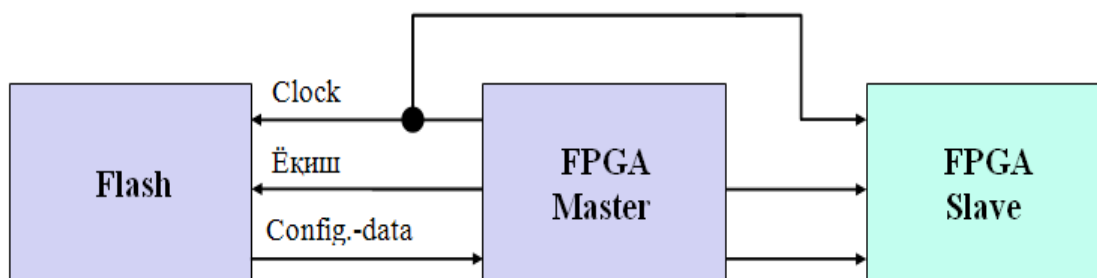 Clock
Ёқиш
Config.-data
Flash
FPGA
Master
FPGA
Slave